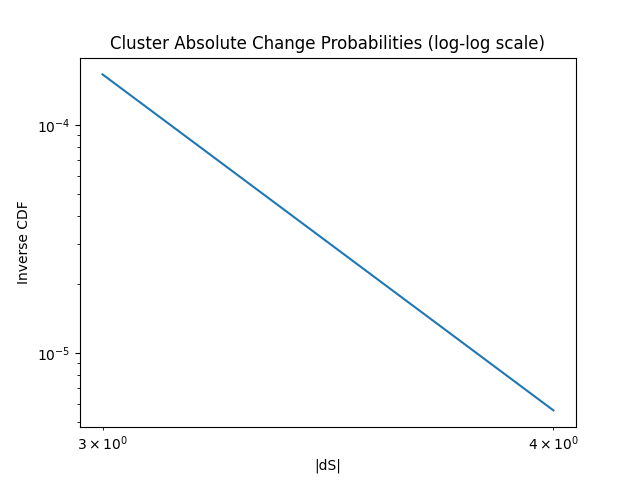 Cluster Absolute Change Probabilities (log-log scale)
10⁻⁴
Inverse CDF
10⁻⁵
3 × 10⁰ 4 × 10⁰
|dS|